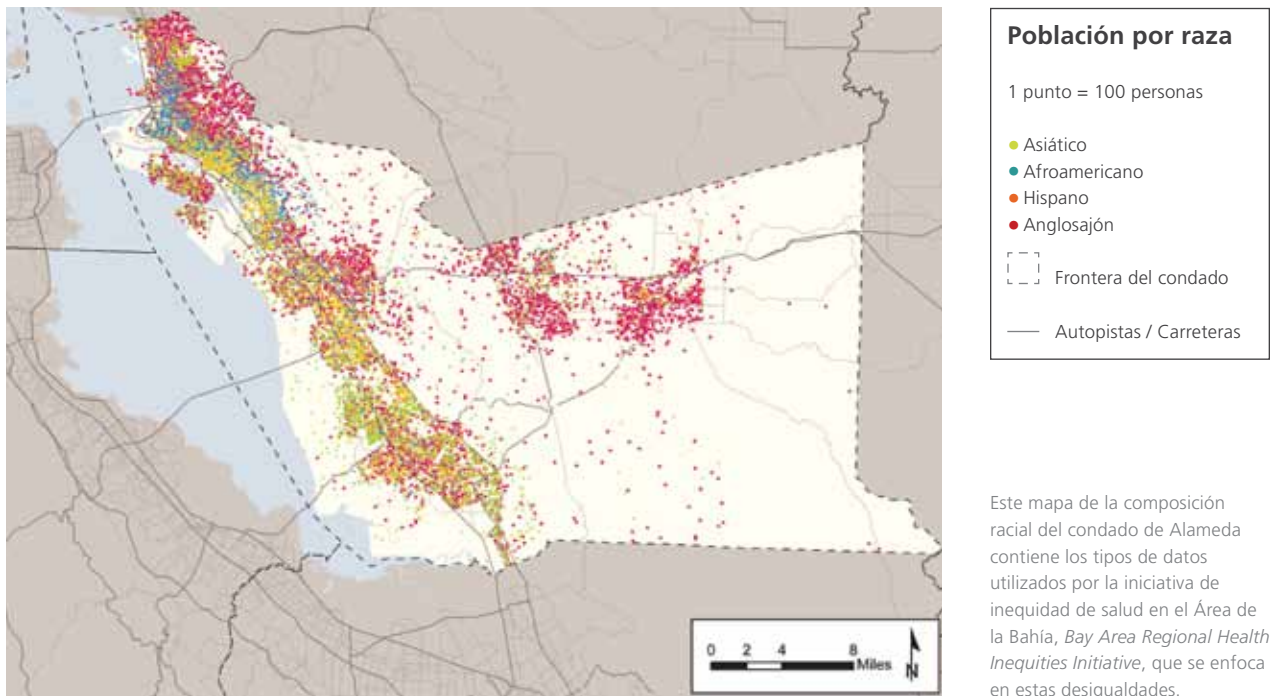 Población por raza
1 punto = 100 personas
Asiático
Afroamericano
Hispano
Anglosajón
Frontera del condado
Autopistas / Carreteras
Este mapa de la composición
racial del condado de Alameda
contiene los tipos de datos
utilizados por la iniciativa de
inequidad de salud en el Área de
la Bahía, Bay Area Regional Health
Inequities Initiative, que se enfoca
en estas desigualdades.
0 2 4 8
Miles
N